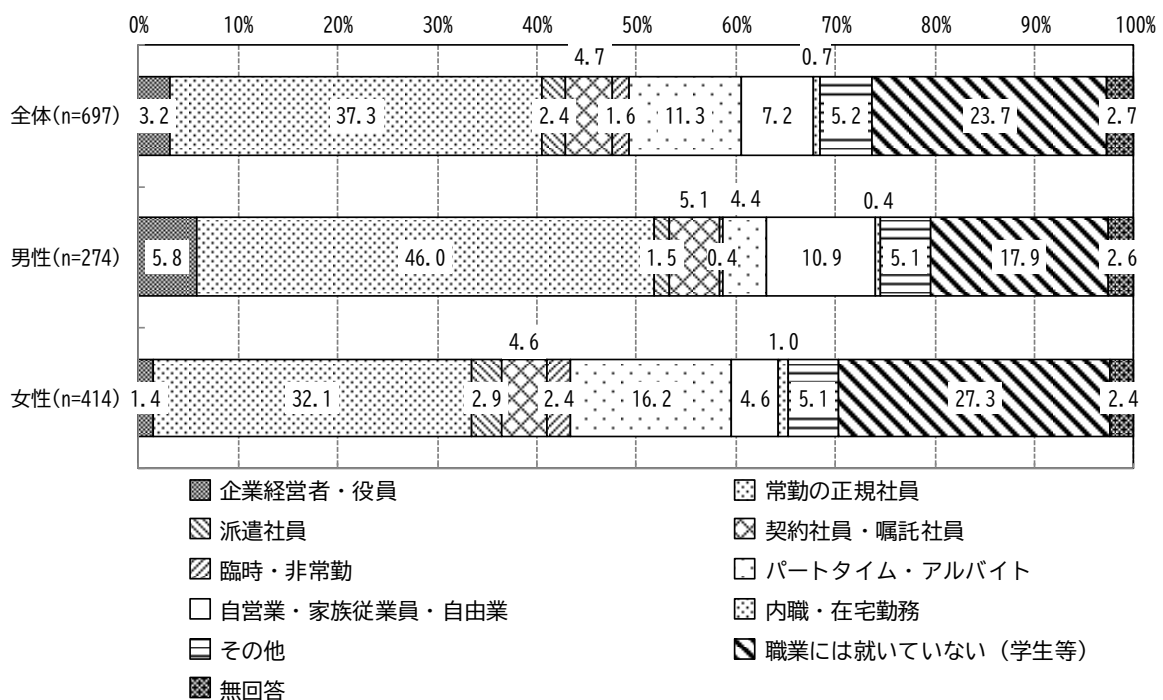 0% 10% 20% 30% 40% 50% 60% 70% 80% 90% 100%
4.7 0.7
全体(n=697) 3.2 37.3 2.4 1.6 11.3 7.2 5.2 23.7 2.7
5.1 4.4 0.4
男性(n=274) 5.8 46.0 1.5 0.4 10.9 5.1 17.9 2.6
4.6 1.0
女性(n=414) 1.4 32.1 2.9 2.4 16.2 4.6 5.1 27.3 2.4
企業経営者・役員 常勤の正規社員
派遣社員 契約社員・嘱託社員
臨時・非常勤 パートタイム・アルバイト
自営業・家族従業員・自由業 内職・在宅勤務
その他 職業には就いていない（学生等）
無回答